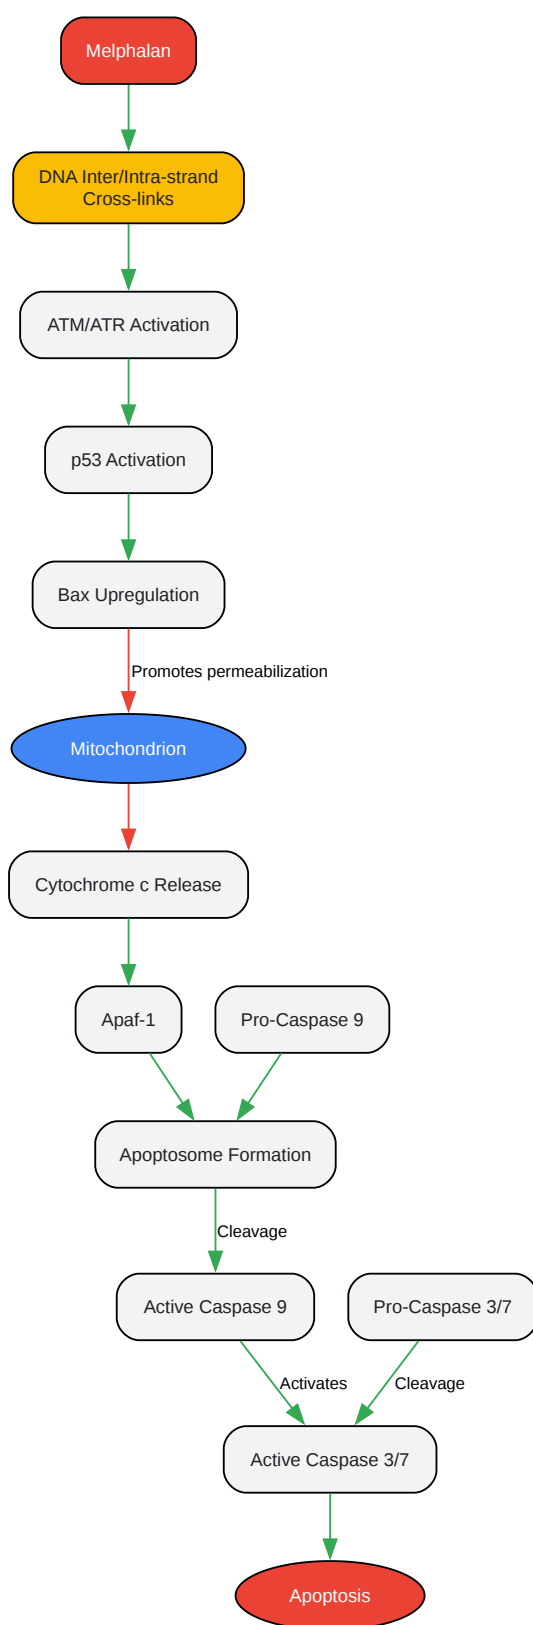 Melphalan
DNA Inter/Intra-strand
Cross-links
ATM/ATR Activation
p53 Activation
Bax Upregulation
Promotes permeabilization
Mitochondrion
Cytochrome c Release
Apaf-1
Pro-Caspase 9
Apoptosome Formation
Cleavage
Active Caspase 9
Pro-Caspase 3/7
Activates
Cleavage
Active Caspase 3/7
Apoptosis